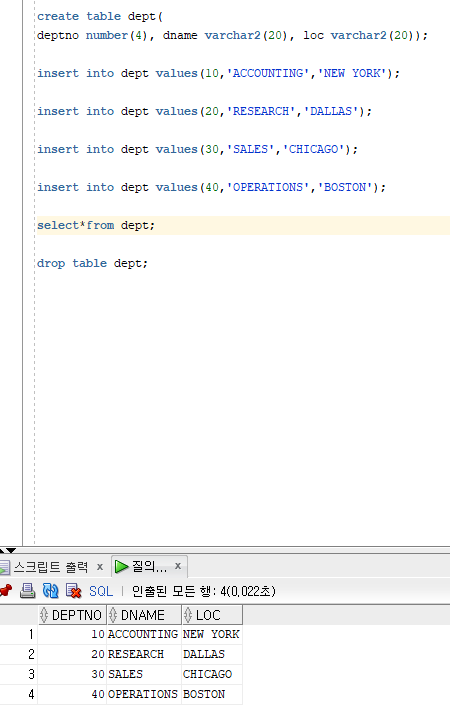 create table dept(
deptno number(4), dname varchar2(20), loc varchar2(20));
insert into dept values(10,'ACCOUNTING','NEW YORK');
insert into dept values(20,'RESEARCH','DALLAS');
insert into dept values(30,'SALES','CHICAGO');
insert into dept values(40,'OPERATIONS','BOSTON');
select*from dept;
drop table dept;
스크립트 출력 x 질의... x
SQL | 인출된 모든 행: 4(0,022초)
DEPTNO DNAME LOC
1 10 ACCOUNTING NEW YORK
2 20 RESEARCH DALLAS
3 30 SALES CHICAGO
4 40 OPERATIONS BOSTON